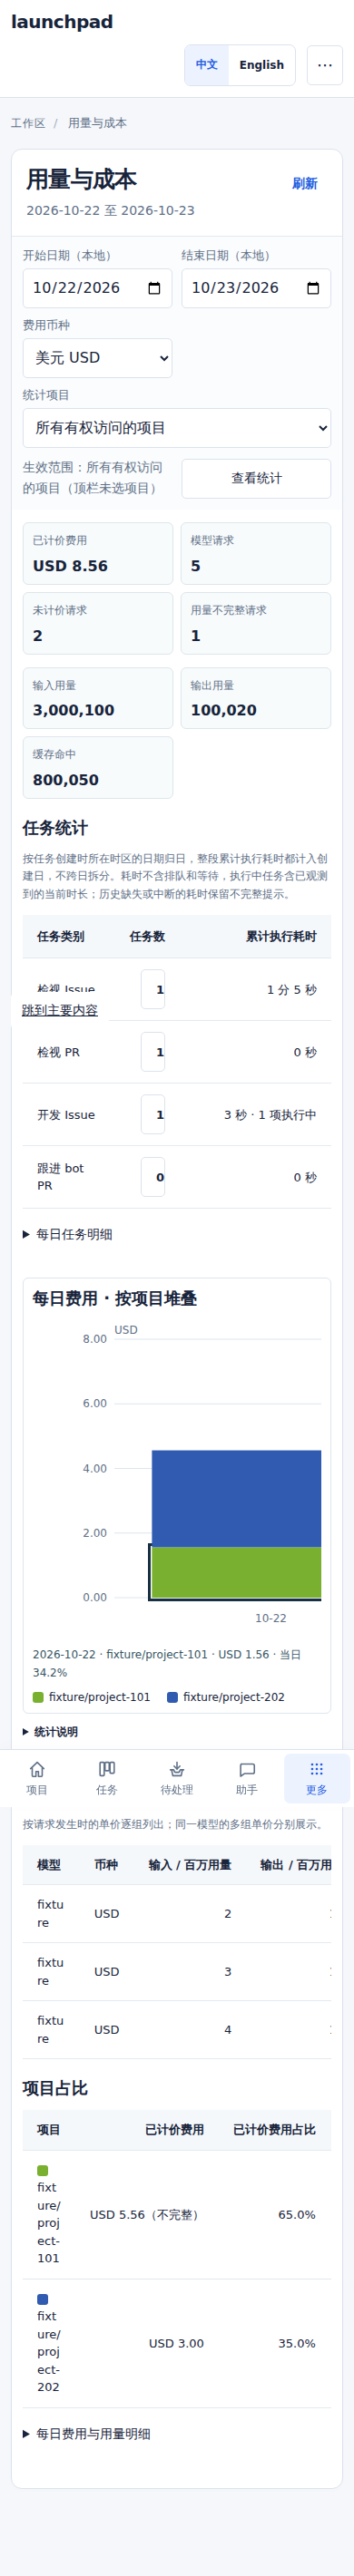 launchpad
中文
English
···
工作区 / 用量与成本
用量与成本
刷新
2026-10-22 至 2026-10-23
开始日期（本地）
结束日期（本地）
10/22/2026
10/23/2026
费用币种
美元 USD
统计项目
所有有权访问的项目
生效范围：所有有权访问
的项目（顶栏未选项目）
查看统计
已计价费用
模型请求
USD 8.56
5
未计价请求
用量不完整请求
2
1
输入用量
输出用量
3,000,100
100,020
缓存命中
800,050
任务统计
按任务创建时所在时区的日期归日，整段累计执行耗时都计入创
建日，不跨日拆分。耗时不含排队和等待，执行中任务含已观测
到的当前时长；历史缺失或中断的耗时保留不完整提示。
任务类别 任务数 累计执行耗时
检视 Issue 1 1 分 5 秒
跳到主要内容
检视 PR 1 0 秒
开发 Issue 1 3 秒 · 1 项执行中
跟进 bot
PR
0 0 秒
每日任务明细
每日费用 · 按项目堆叠
USD
8.00
6.00
4.00
2.00
0.00
10-22
2026-10-22 · fixture/project-101 · USD 1.56 · 当日
34.2%
fixture/project-101 fixture/project-202
统计说明
项目
任务
待处理
助手
更多
按请求发生时的单价逐组列出；同一模型的多组单价分别展示。
模型 币种 输入 / 百万用量 输出 / 百万用
fixtu
re
USD 2
fixtu
re
USD 3
fixtu
re
USD 4
项目占比
项目 已计价费用 已计价费用占比
fixt
ure/
proj
ect-
101
USD 5.56（不完整） 65.0%
fixt
ure/
proj
ect-
202
USD 3.00 35.0%
每日费用与用量明细